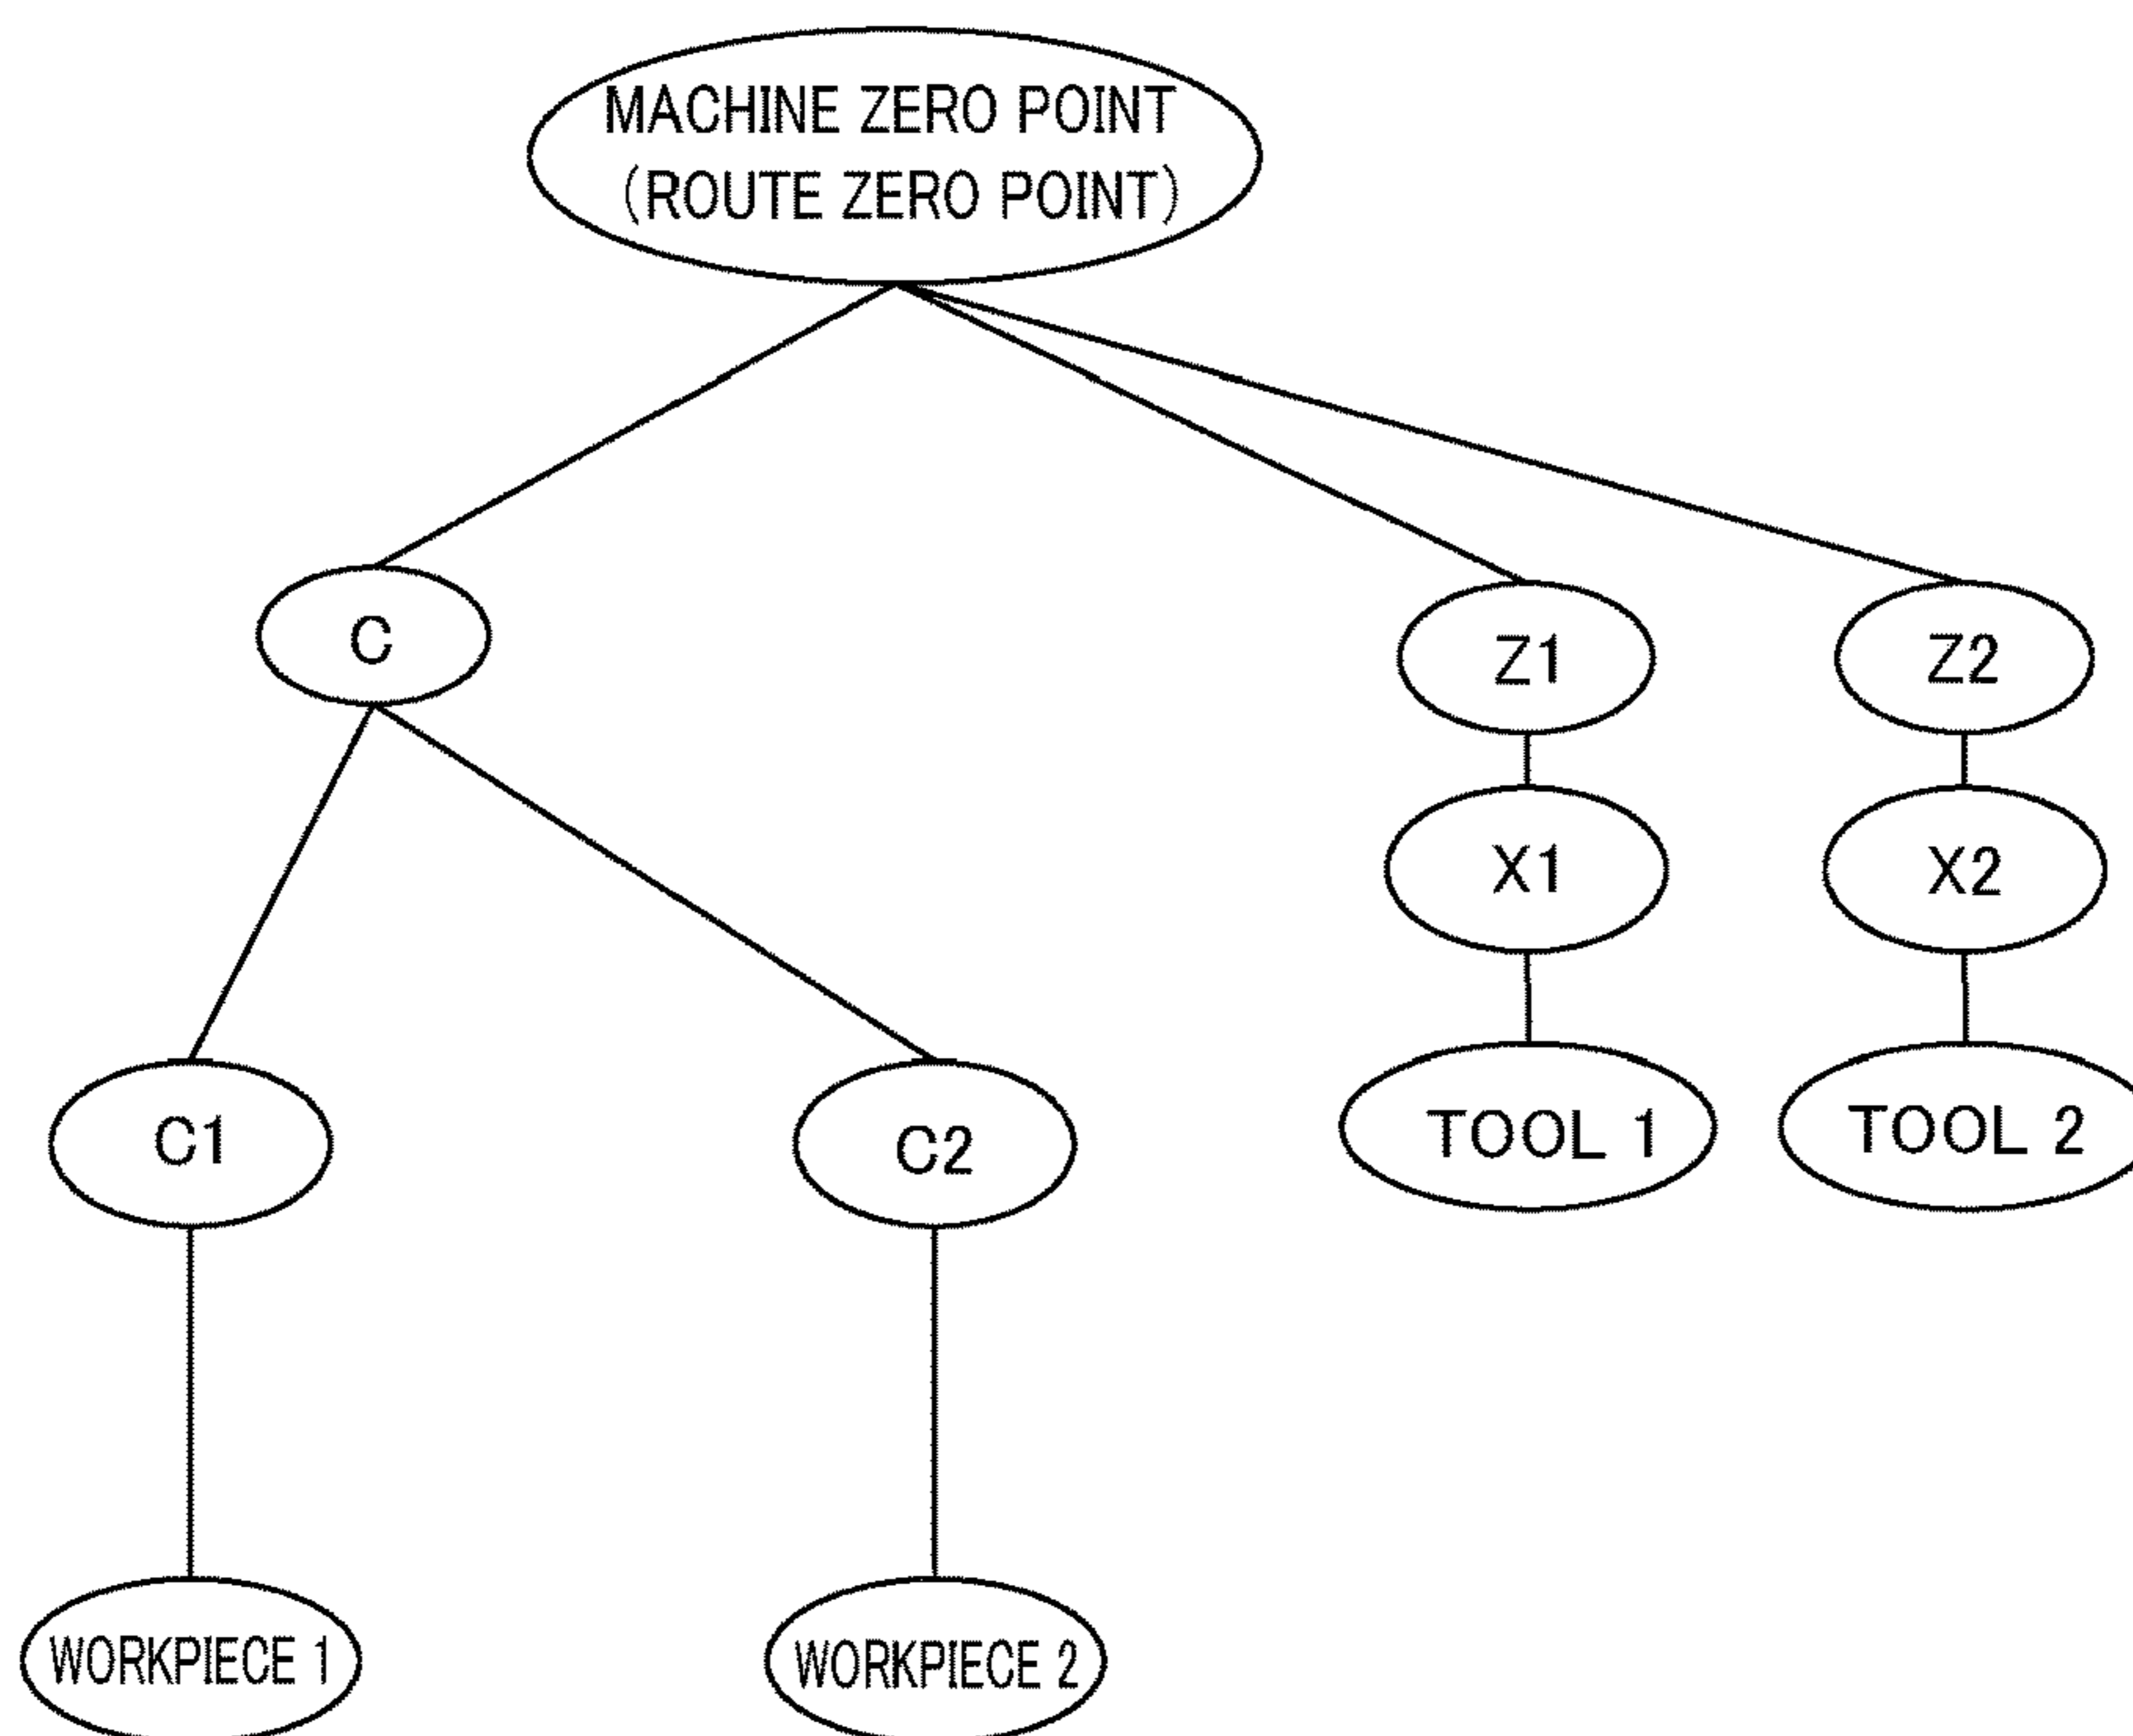 MACHINE ZERO POINT
(ROUTE ZERO POINT)
C
Z1
Z2
X1
X2
C1
C2
TOOL 1
TOOL 2
WORKPIECE 1
WORKPIECE 2